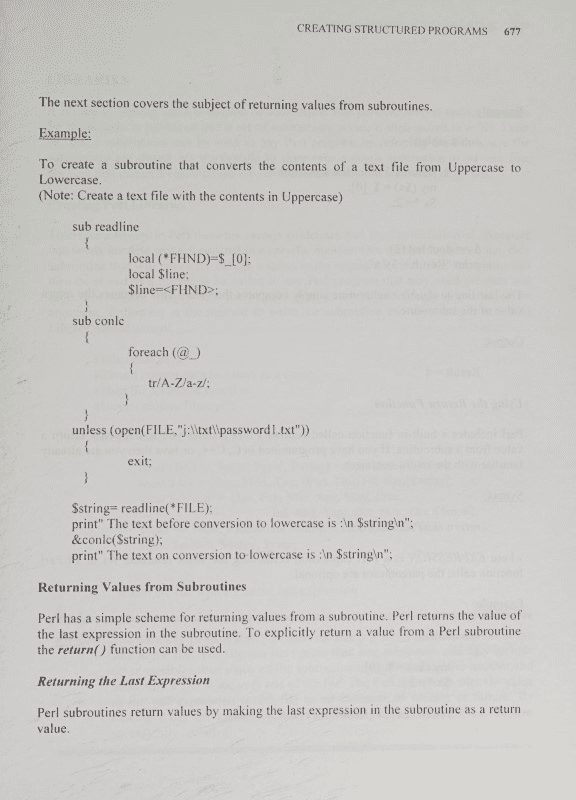 CREATING STRUCTURED PROGRAMS 677
The next section covers the subject of returning values from subroutines.
Example:
To create a subroutine that converts the contents of a text file from Uppercase to
Lowercase.
(Note: Create a text file with the contents in Uppercase)
sub readline
{
local (*FHND)=$_[0];
local $line;
$line=<FHND>;
}
sub conlc
{
foreach (@_)
{
tr/A-Z/a-z/;
}
}
unless (open(FILE,"j:\\txt\\password1.txt"))
{
exit;
}
$string= readline(*FILE);
print" The text before conversion to lowercase is :\n $string\n";
&conlc($string);
print" The text on conversion to lowercase is :\n $string\n";
Returning Values from Subroutines
Perl has a simple scheme for returning values from a subroutine. Perl returns the value of
the last expression in the subroutine. To explicitly return a value from a Perl subroutine
the return( ) function can be used.
Returning the Last Expression
Perl subroutines return values by making the last expression in the subroutine as a return
value.